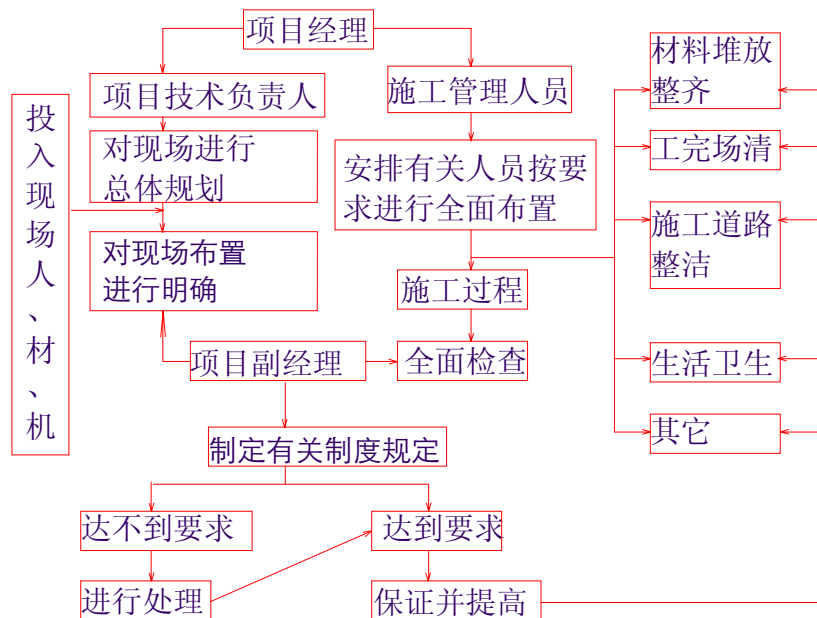 项目经理
项目技术负责人
施工管理人员
材料堆放
整齐
投入现场人、材、机
对现场进行
总体规划
安排有关人员按要
求进行全面布置
工完场清
施工道路
整洁
对现场布置
进行明确
施工过程
项目副经理
全面检查
生活卫生
其它
制定有关制度规定
达不到要求
达到要求
进行处理
保证并提高